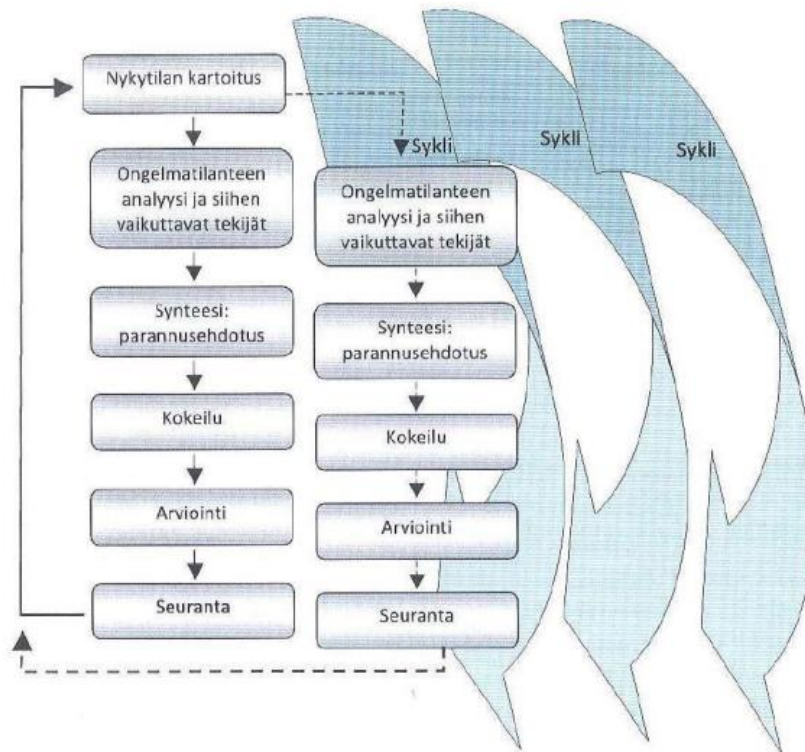 Nykytilan kartoitus
Ongelmatilanteen
analyysi ja siihen
vaikuttavat tekijät
Synteesi:
parannusehdotus
Kokeilu
Arviointi
Seuranta
Ongelmatilanteen
analyysi ja siihen
vaikuttavat tekijät
Synteesi:
parannusehdotus
Kokeilu
Arviointi
Seuranta
Sykli
Sykli
Sykli